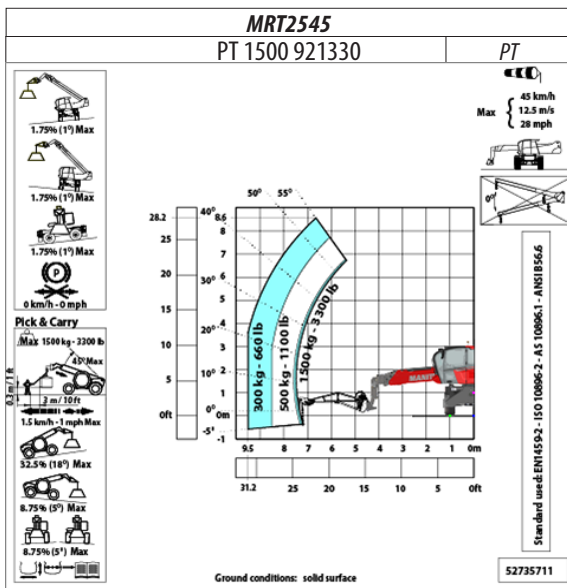 MRT2545
PT 1500 921330
PT
1.75% (1°) Max
1.75% (1°) Max
1.75% (1°) Max
P
0 km/h - 0 mph
Pick & Carry
Max 1500 kg - 3300 lb
45° Max
0.3 m / 1 ft
3 m / 10 ft
1.5 km/h - 1 mph Max
32.5% (18°) Max
8.75% (5°) Max
8.75% (5°) Max
Max
45 km/h
12.5 m/s
28 mph
0°
50° 55°
40°
30°
20°
10°
0°
-5°
28.2
25
20
15
10
5
0ft
8.6
8
7
6
5
4
3
2
1
0m
-1
300 kg - 660 lb
500 kg - 1100 lb
1500 kg - 3300 lb
9.5 8 7 6 5 4 3 2 1 0m
31.2 25 20 15 10 5 0ft
Standard used: EN1459-2 - ISO 10896-2 - AS 10896.1 - ANSI B56.6
Ground conditions: solid surface
52735711